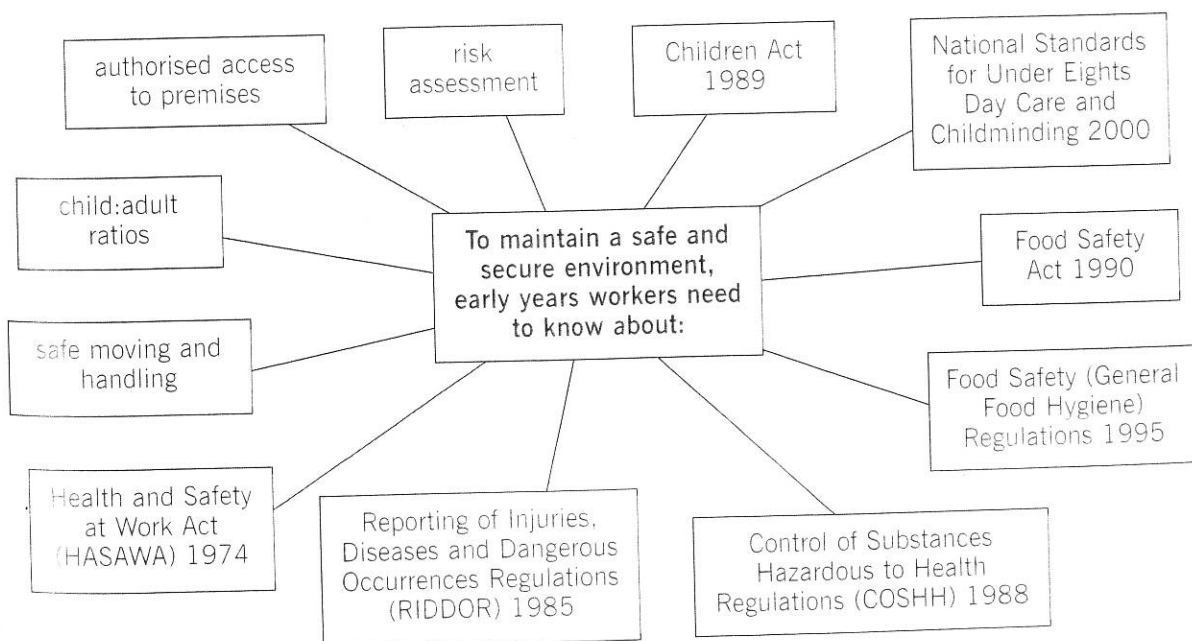 authorised access
to premises
risk
assessment
Children Act
1989
National Standards
for Under Eights
Day Care and
Childminding 2000
child:adult
ratios
To maintain a safe and
secure environment,
early years workers need
to know about:
Food Safety
Act 1990
safe moving and
handling
Food Safety (General
Food Hygiene)
Regulations 1995
Health and Safety
at Work Act
(HASAWA) 1974
Reporting of Injuries,
Diseases and Dangerous
Occurrences Regulations
(RIDDOR) 1985
Control of Substances
Hazardous to Health
Regulations (COSHH) 1988